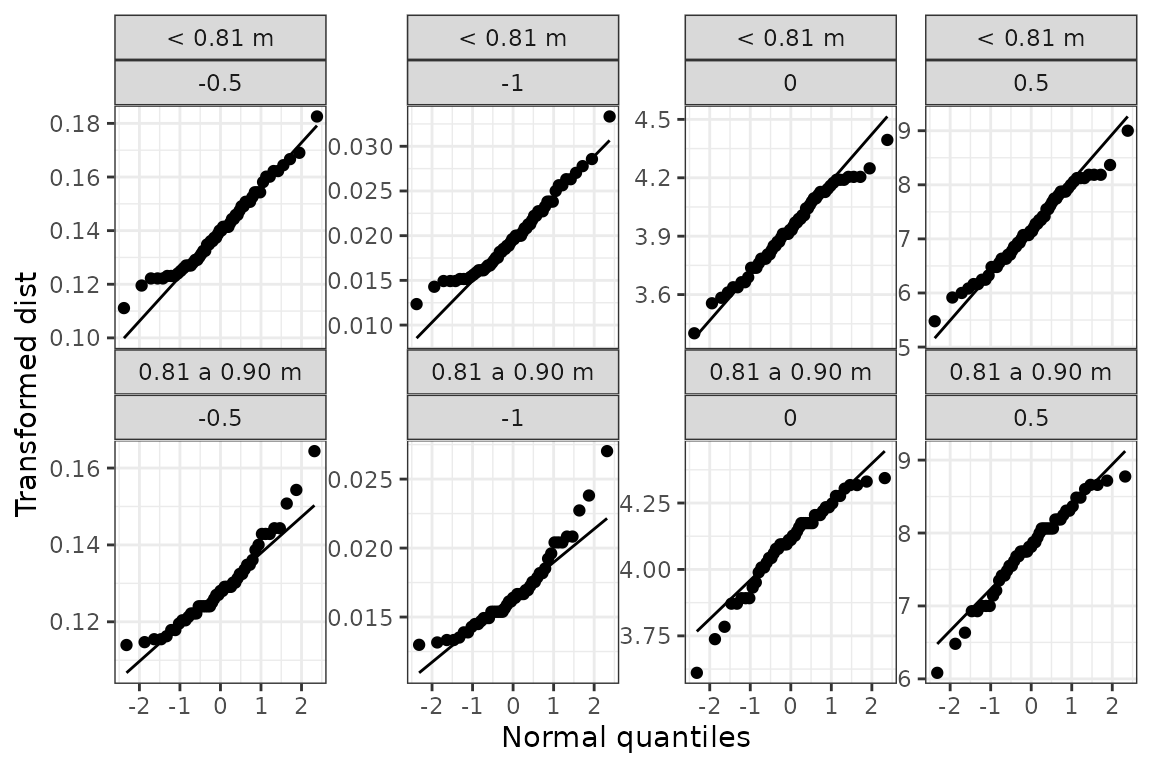 < 0.81 m < 0.81 m < 0.81 m < 0.81 m
-0.5 -1 0 0.5
0.18 0.030 4.5 9
0.16 0.025 4.2 8
0.14 0.020 3.9 7
0.12 0.015 3.6 6
0.10 0.010 5
Transformed dist
0.81 a 0.90 m 0.81 a 0.90 m 0.81 a 0.90 m 0.81 a 0.90 m
-0.5 -1 0 0.5
0.16 0.025 4.25 9
0.14 0.020 4.00 8
0.12 0.015 3.75 7
6
-2 -1 0 1 2 -2 -1 0 1 2 -2 -1 0 1 2 -2 -1 0 1 2
Normal quantiles